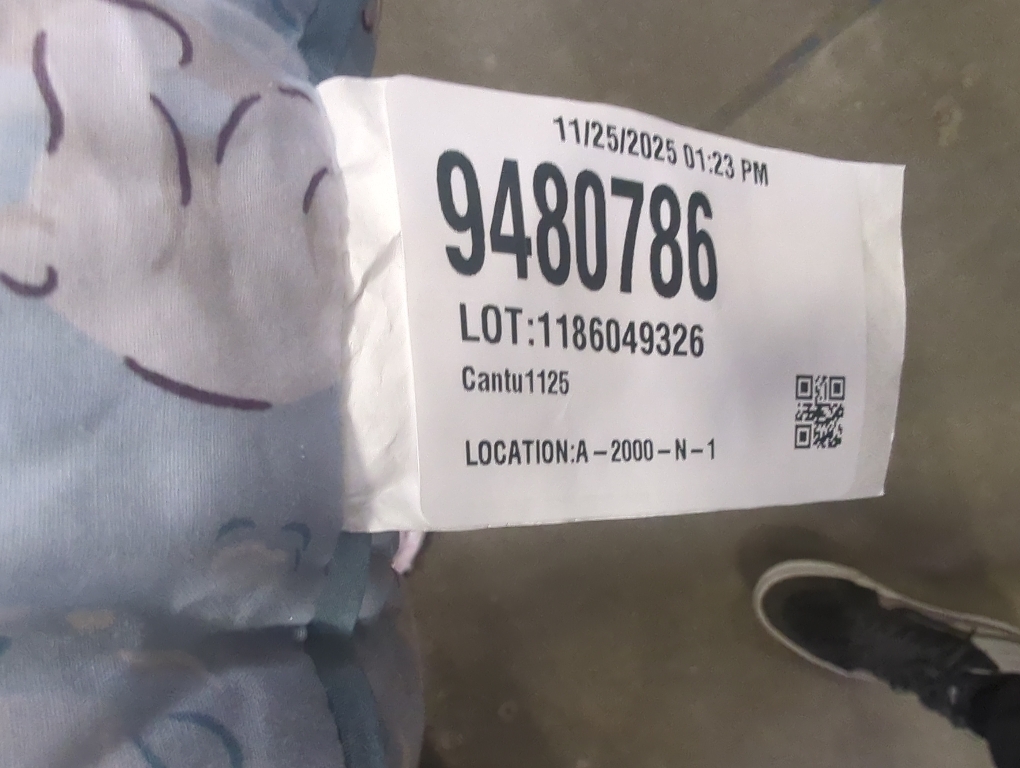 11/25/2025 01:23 PM
9480786
LOT:1186049326
Cantu1125
LOCATION:A-2000-N-1